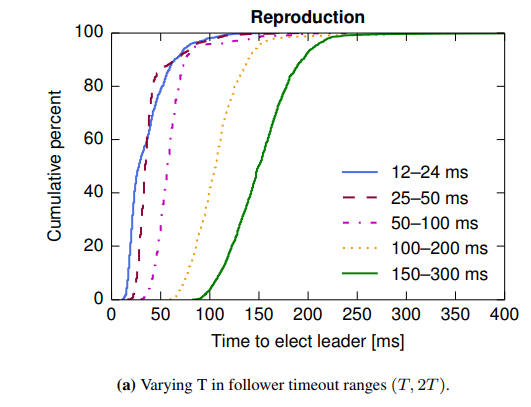 Reproduction
100
80
60
40
20
0
Cumulative percent
12–24 ms
25–50 ms
50–100 ms
100–200 ms
150–300 ms
0 50 100 150 200 250 300 350 400
Time to elect leader [ms]
(a) Varying T in follower timeout ranges (T, 2T).